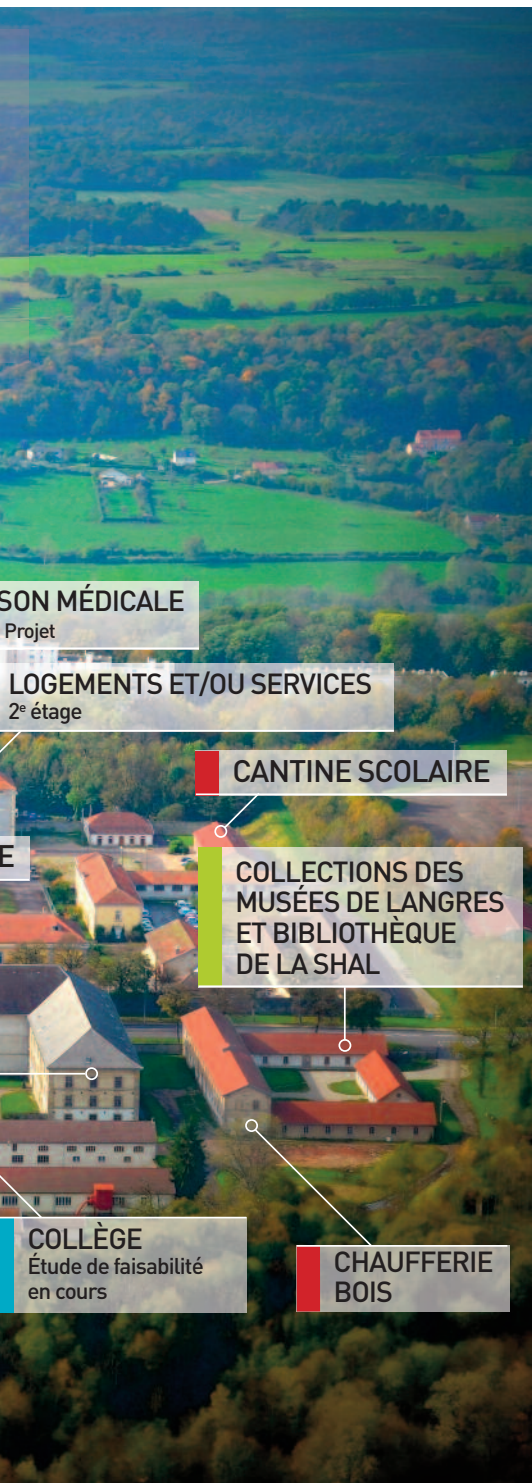 SON MÉDICALE
Projet
LOGEMENTS ET/OU SERVICES
2e étage
CANTINE SCOLAIRE
E
COLLECTIONS DES
MUSÉES DE LANGRES
ET BIBLIOTHÈQUE
DE LA SHAL
COLLÈGE
Étude de faisabilité
en cours
CHAUFFERIE
BOIS